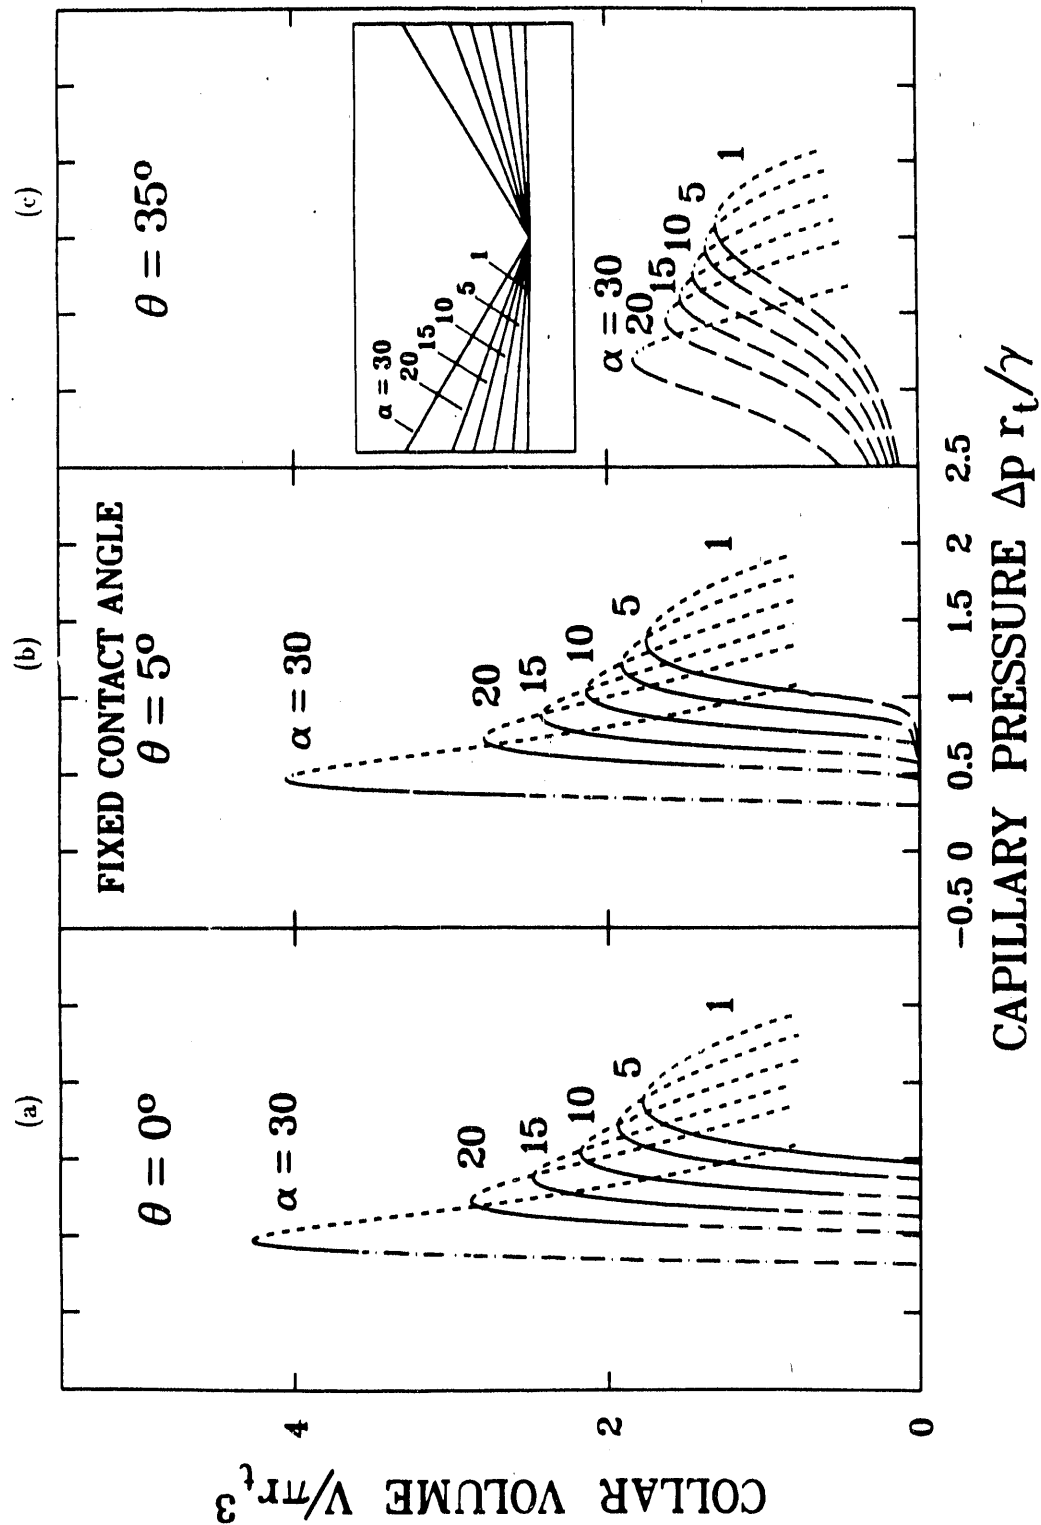 (a)
(b)
(c)
FIXED CONTACT ANGLE
θ = 0°
θ = 5°
θ = 35°
α = 30
20
15
10
5
1
α = 30
20
15
10
5
1
α = 30
20
15
10
5
1
α = 30
20
15
10
5
1
4
2
0
-0.5 0 0.5 1 1.5 2 2.5
COLLAR VOLUME V/πr_t^3
CAPILLARY PRESSURE Δp r_t/γ